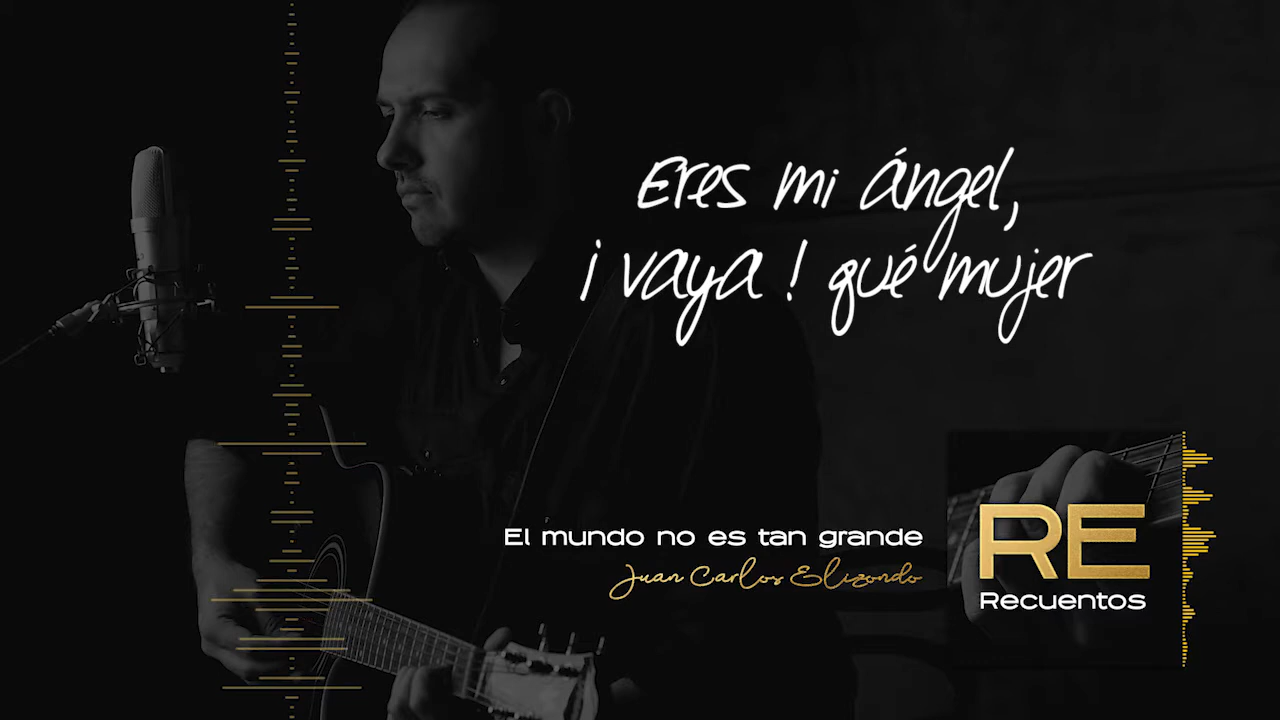 Eres mi ángel,
¡ vaya ! qué mujer
El mundo no es tan grande
Juan Carlos Elizondo
RE
Recuentos